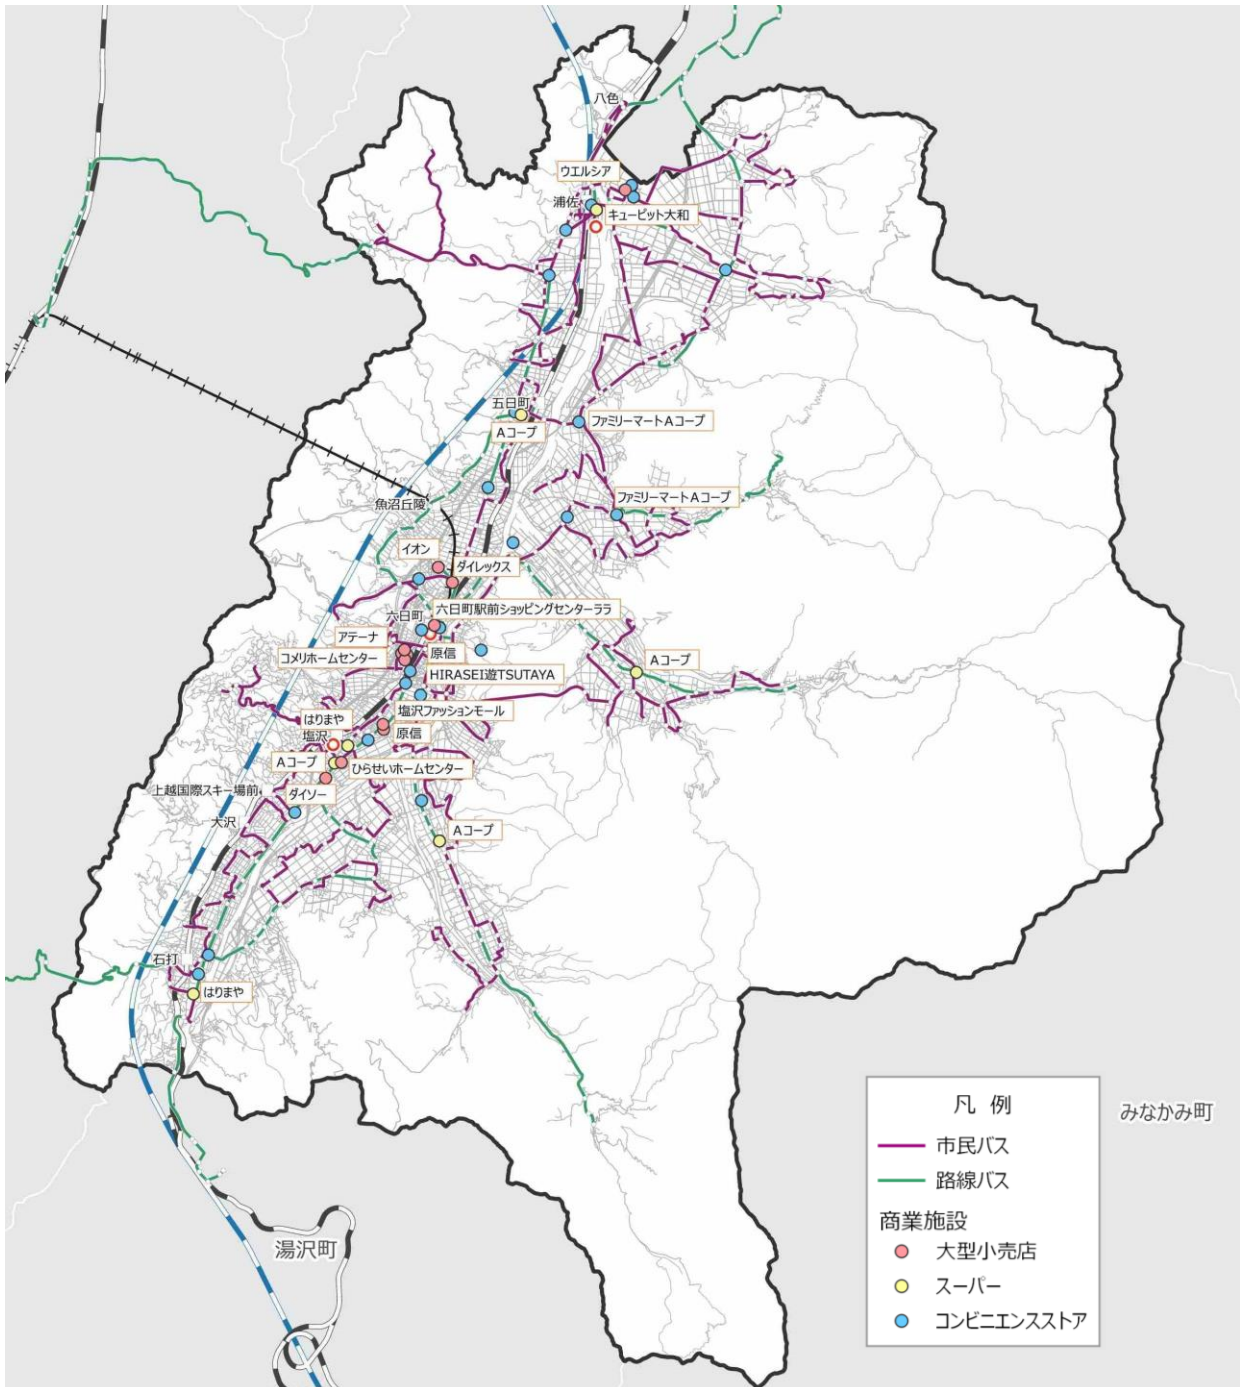 八色
ウエルシア
浦佐
キューピット大和
五日町
Aコープ
ファミリーマートAコープ
魚沼丘陵
ファミリーマートAコープ
イオン
ダイレックス
六日町
六日町駅前ショッピングセンターララ
アテーナ
原信
コメリホームセンター
Aコープ
HIRASEI遊TSUTAYA
はりまや
塩沢ファッションモール
塩沢
原信
Aコープ
ひらせいホームセンター
上越国際スキー場前
ダイソー
大沢
Aコープ
石打
はりまや
凡 例
みなかみ町
市民バス
路線バス
商業施設
湯沢町
大型小売店
スーパー
コンビニエンスストア